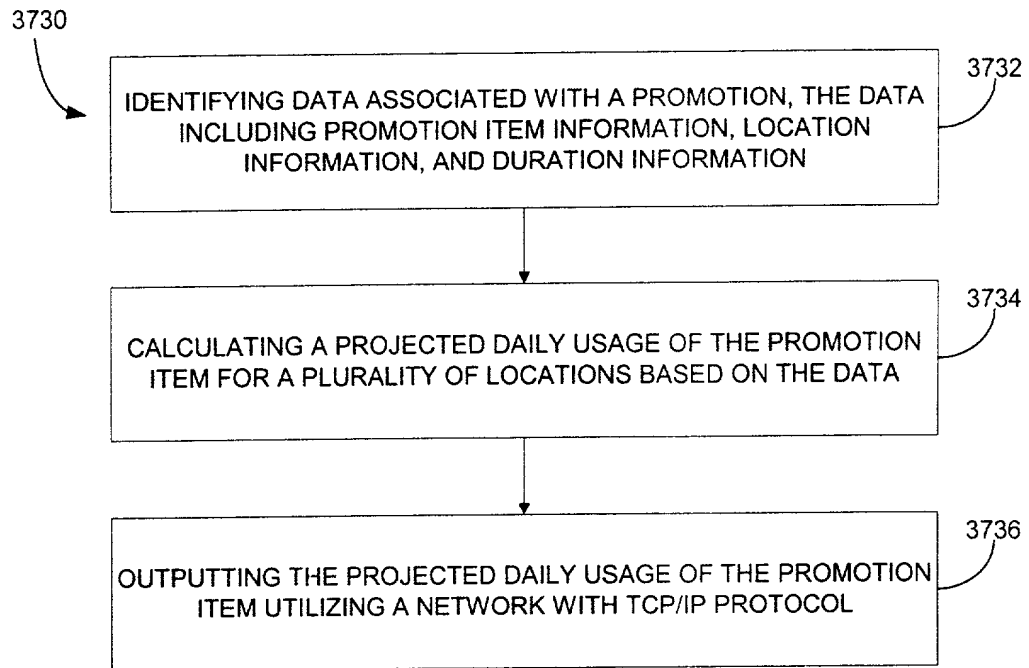 3730
3732
IDENTIFYING DATA ASSOCIATED WITH A PROMOTION, THE DATA
INCLUDING PROMOTION ITEM INFORMATION, LOCATION
INFORMATION, AND DURATION INFORMATION
3734
CALCULATING A PROJECTED DAILY USAGE OF THE PROMOTION
ITEM FOR A PLURALITY OF LOCATIONS BASED ON THE DATA
3736
OUTPUTTING THE PROJECTED DAILY USAGE OF THE PROMOTION
ITEM UTILIZING A NETWORK WITH TCP/IP PROTOCOL